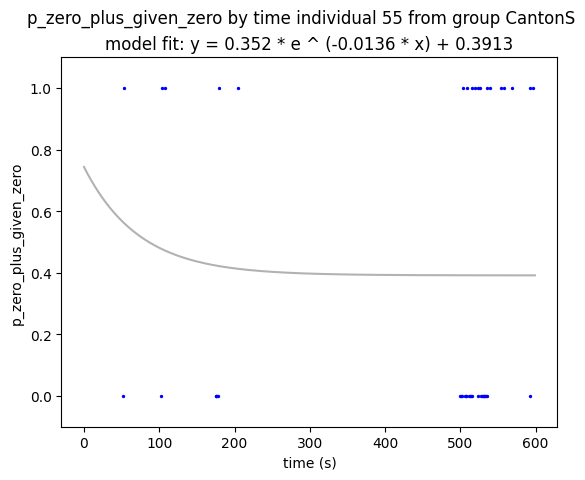 p_zero_plus_given_zero by time individual 55 from group CantonS
model fit: y = 0.352 * e ^ (-0.0136 * x) + 0.3913
p_zero_plus_given_zero
1.0
0.8
0.6
0.4
0.2
0.0
0 100 200 300 400 500 600
time (s)